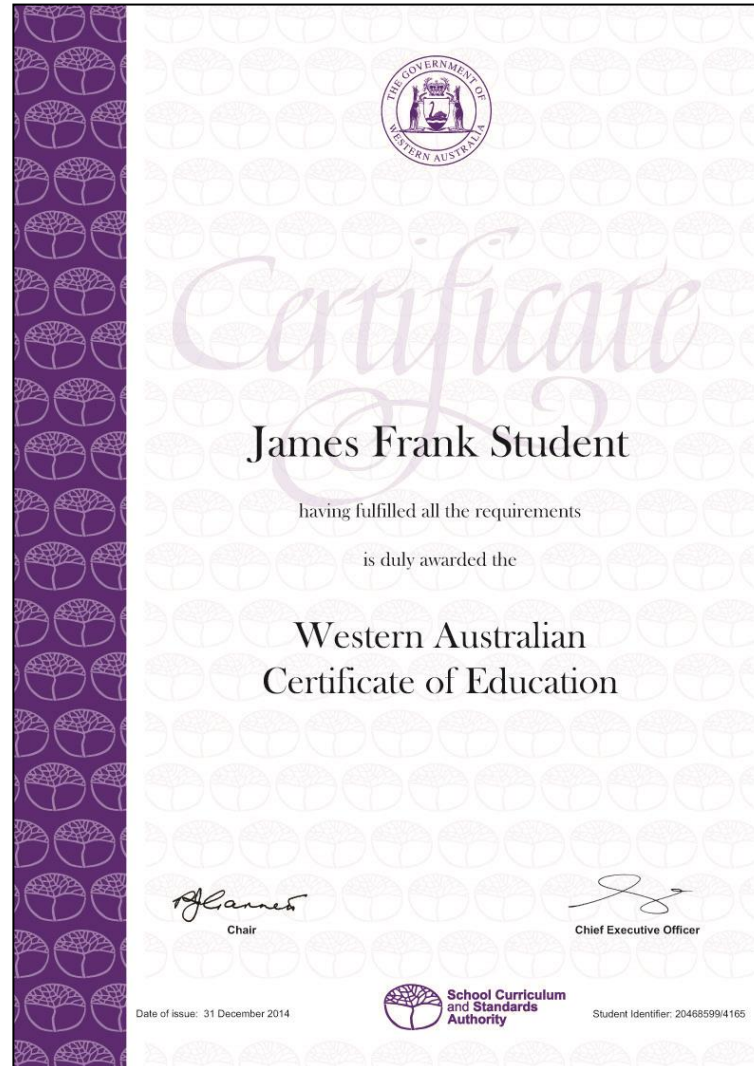 THE GOVERNMENT OF
WESTERN AUSTRALIA
Certificate
James Frank Student
having fulfilled all the requirements
is duly awarded the
Western Australian
Certificate of Education
Chair
Chief Executive Officer
Date of issue: 31 December 2014
School Curriculum
and Standards
Authority
Student Identifier: 20468599/4165